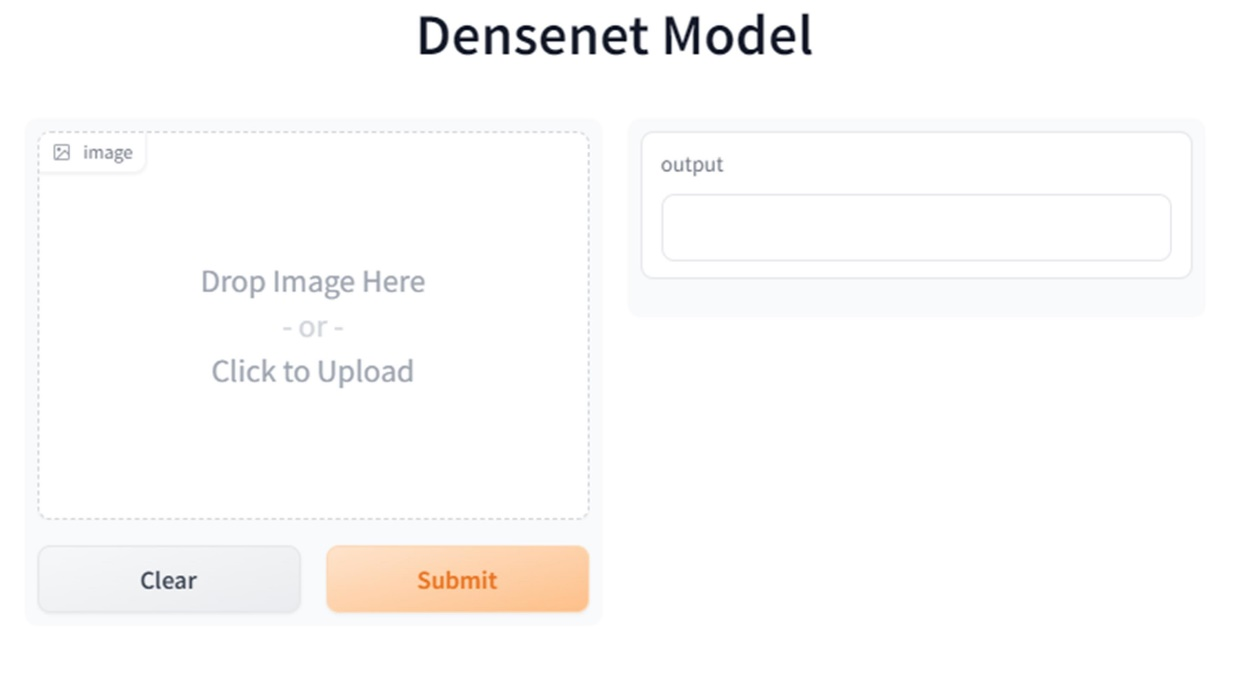 Densenet Model
image
Drop Image Here
- or -
Click to Upload
Clear
Submit
output